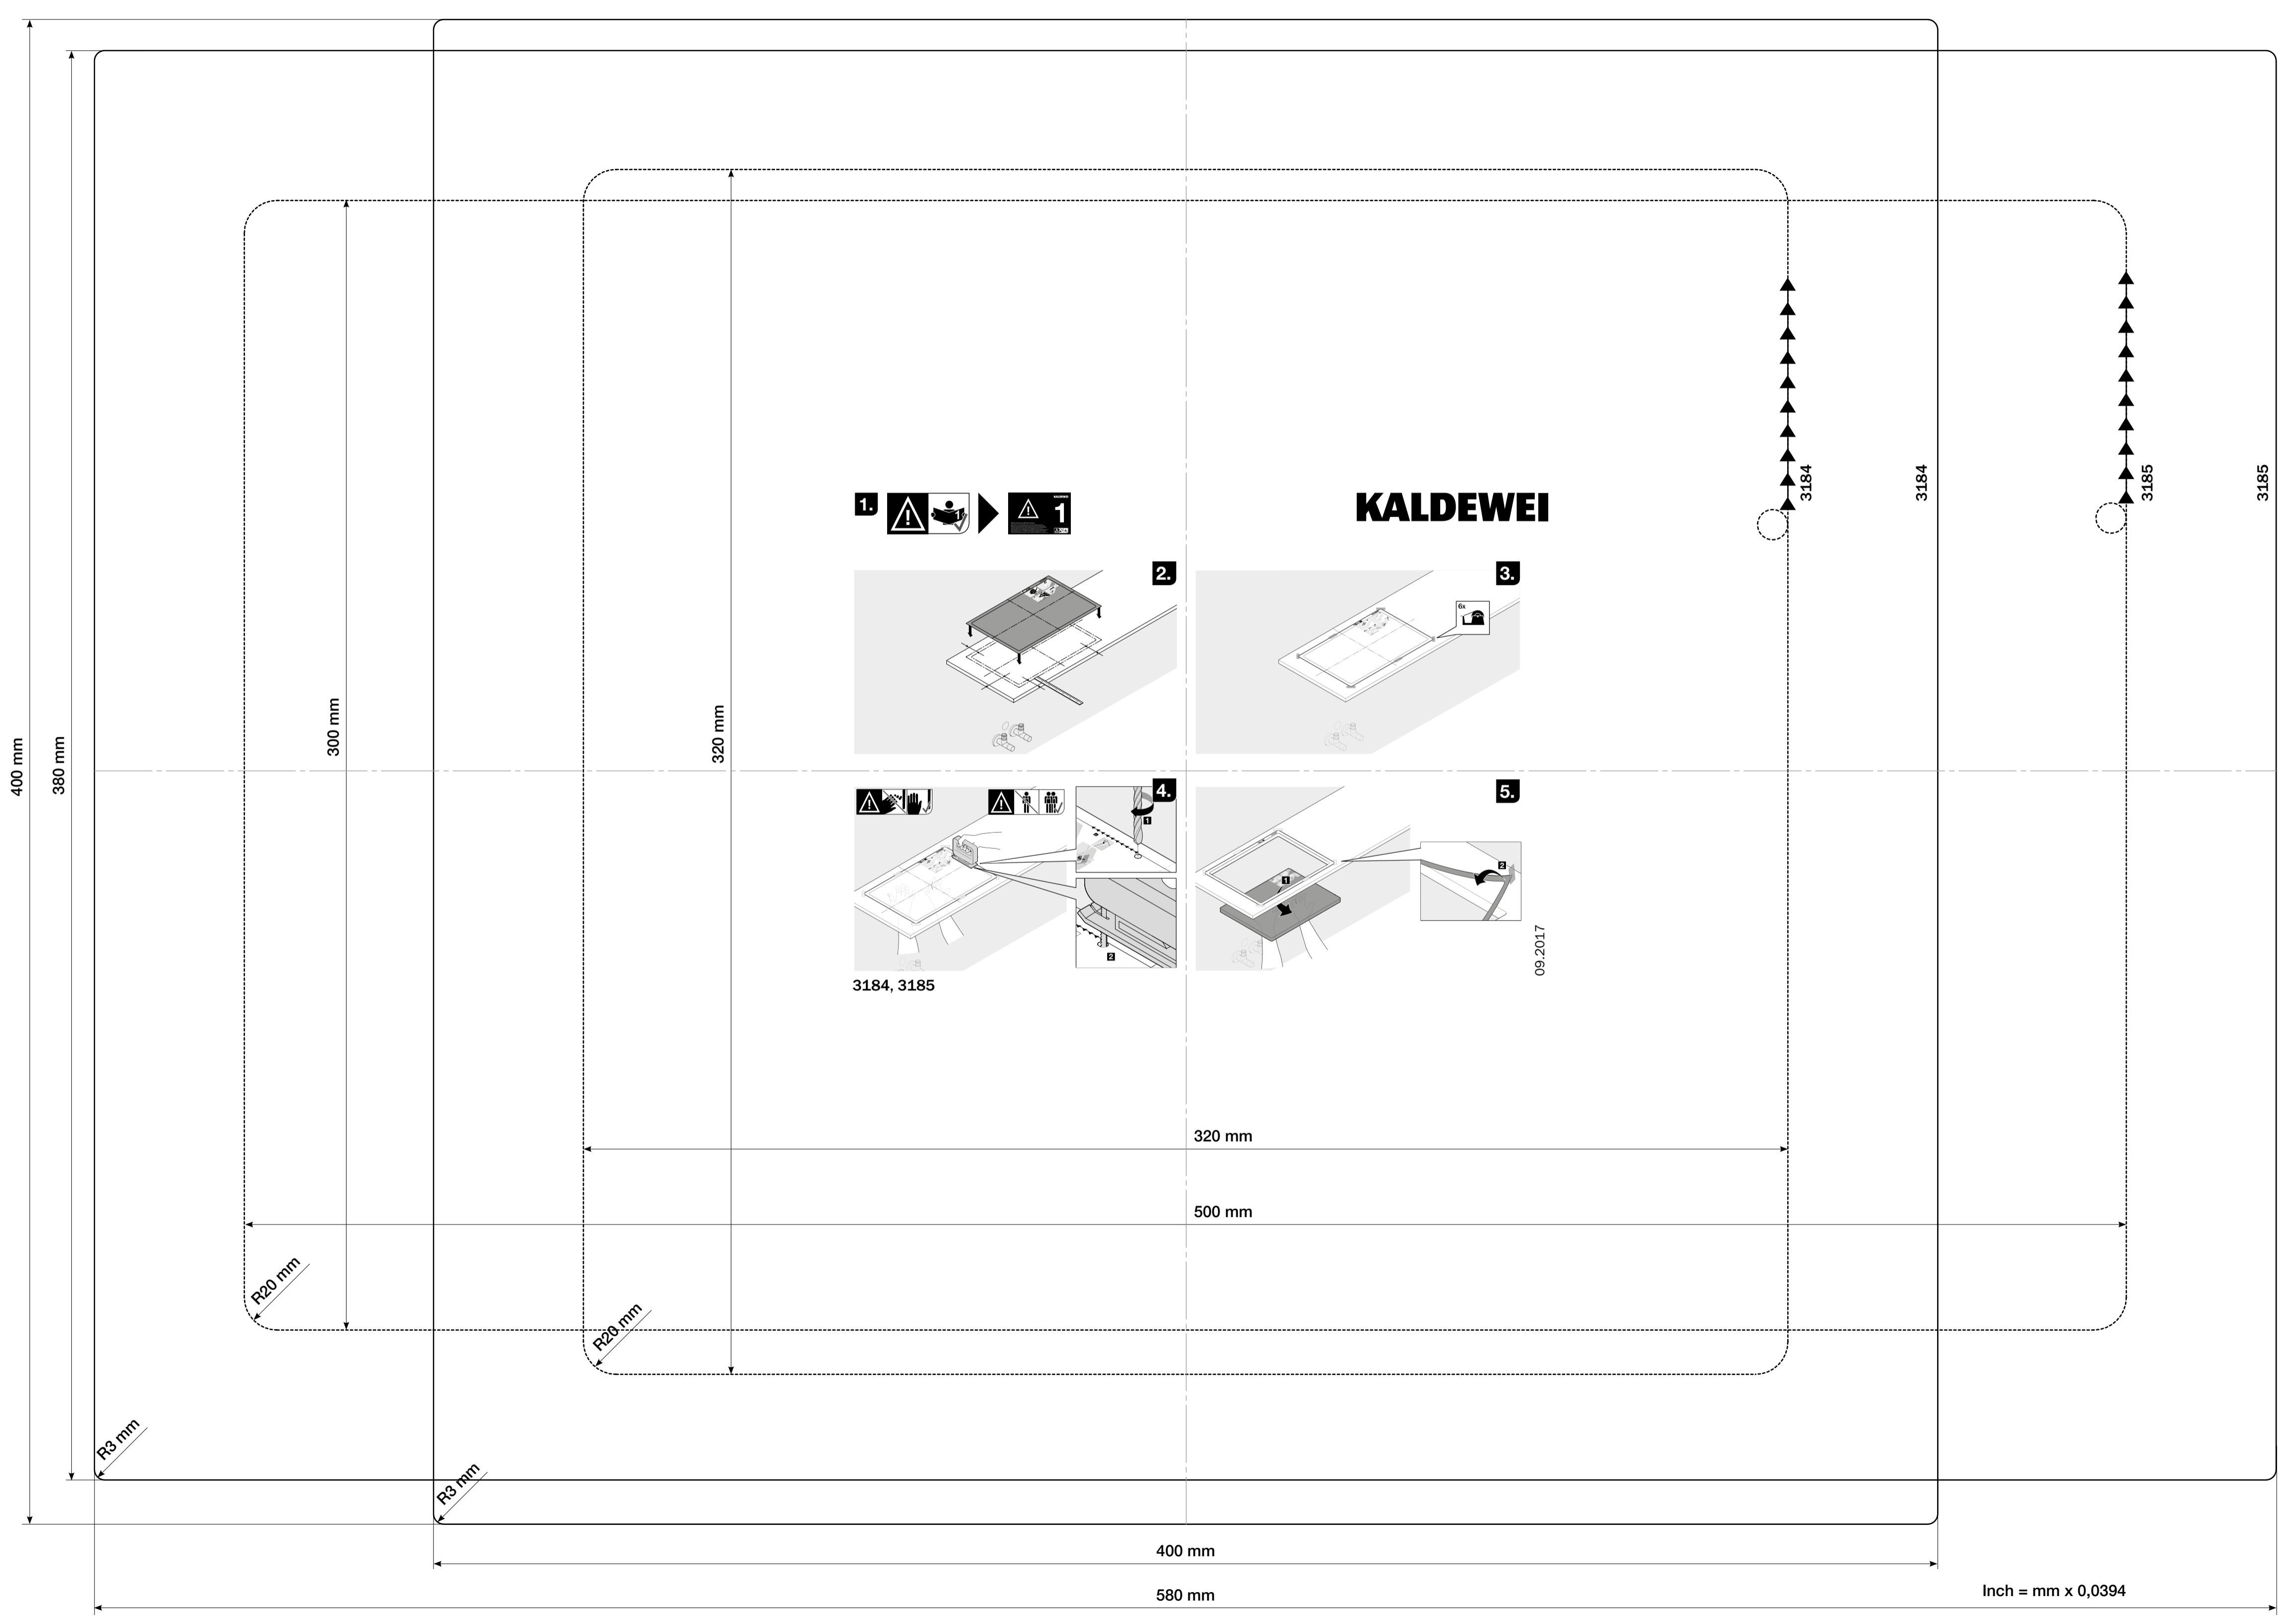 1.
1
KALDEWEI
2.
3.
6x
3184
3184
3185
3185
400 mm
380 mm
300 mm
320 mm
4.
1
2
5.
1
2
09.2017
3184, 3185
320 mm
500 mm
R20 mm
R20 mm
R3 mm
R3 mm
400 mm
580 mm
Inch = mm x 0,0394